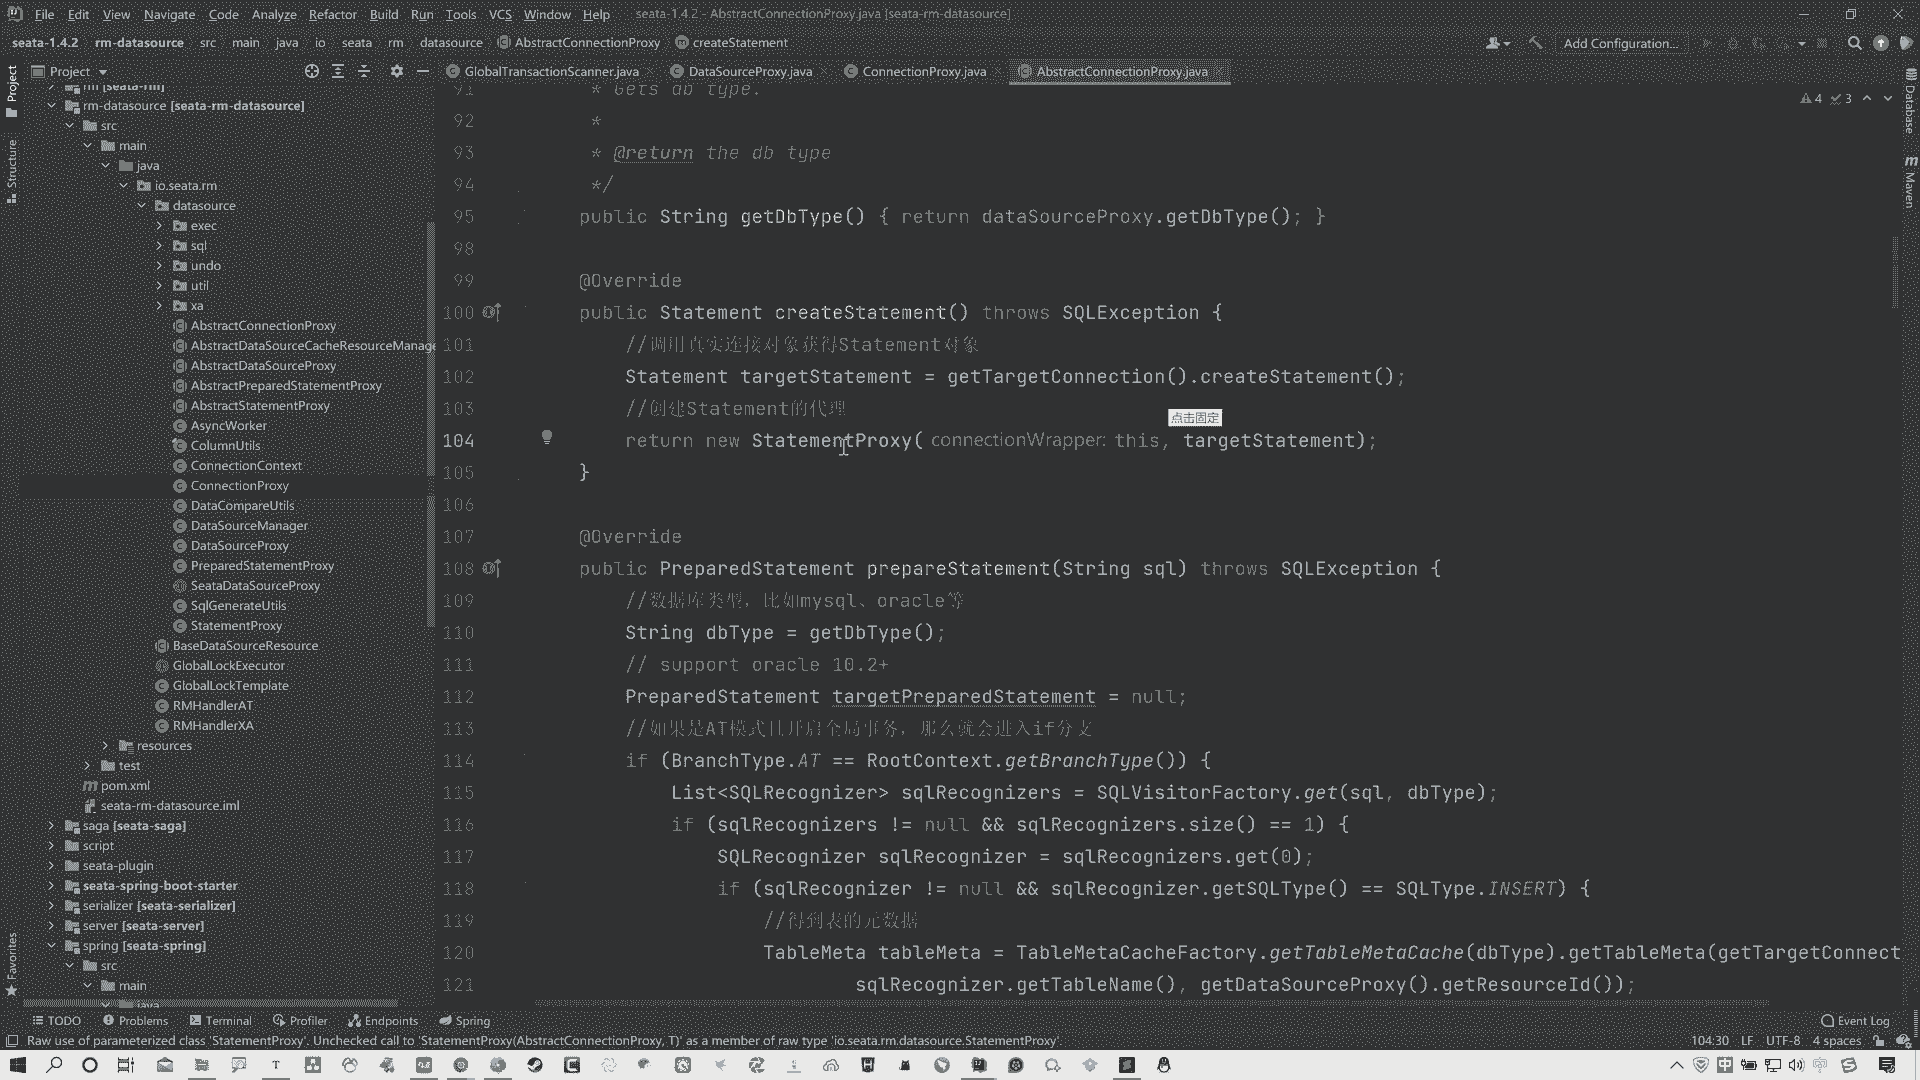 File Edit View Navigate Code Analyze Refactor Build Run Tools VCS Window Help seata-1.4.2 - AbstractConnectionProxy.java [seata-rm-datasource]
seata-1.4.2 rm-datasource src main java io seata rm datasource AbstractConnectionProxy createStatement
Add Configuration...
Project
GlobalTransactionScanner.java DataSourceProxy.java ConnectionProxy.java AbstractConnectionProxy.java
Project
Structure
Favorites
Database
Maven
rm [seata-rm]
rm-datasource [seata-rm-datasource]
src
main
java
io.seata.rm
datasource
exec
sql
undo
util
xa
AbstractConnectionProxy
AbstractDataSourceCacheResourceManage
AbstractDataSourceProxy
AbstractPreparedStatementProxy
AbstractStatementProxy
AsyncWorker
ColumnUtils
ConnectionContext
ConnectionProxy
DataCompareUtils
DataSourceManager
DataSourceProxy
PreparedStatementProxy
SeataDataSourceProxy
SqlGenerateUtils
StatementProxy
BaseDataSourceResource
GlobalLockExecutor
GlobalLockTemplate
RMHandlerAT
RMHandlerXA
resources
test
pom.xml
seata-rm-datasource.iml
saga [seata-saga]
script
seata-plugin
seata-spring-boot-starter
serializer [seata-serializer]
server [seata-server]
spring [seata-spring]
src
main
java
4 3
91 * Gets db type.
92 *
93 * @return the db type
94 */
95 public String getDbType() { return dataSourceProxy.getDbType(); }
98
99 @Override
100 public Statement createStatement() throws SQLException {
101 //调用真实连接对象获得Statement对象
102 Statement targetStatement = getTargetConnection().createStatement();
103 //创建Statement的代理
点击固定
104 return new StatementProxy( connectionWrapper: this, targetStatement);
105 }
106
107 @Override
108 public PreparedStatement prepareStatement(String sql) throws SQLException {
109 //数据库类型，比如mysql、oracle等
110 String dbType = getDbType();
111 // support oracle 10.2+
112 PreparedStatement targetPreparedStatement = null;
113 //如果是AT模式且开启全局事务，那么就会进入if分支
114 if (BranchType.AT == RootContext.getBranchType()) {
115 List<SQLRecognizer> sqlRecognizers = SQLVisitorFactory.get(sql, dbType);
116 if (sqlRecognizers != null && sqlRecognizers.size() == 1) {
117 SQLRecognizer sqlRecognizer = sqlRecognizers.get(0);
118 if (sqlRecognizer != null && sqlRecognizer.getSQLType() == SQLType.INSERT) {
119 //得到表的元数据
120 TableMeta tableMeta = TableMetaCacheFactory.getTableMetaCache(dbType).getTableMeta(getTargetConnect
121 sqlRecognizer.getTableName(), getDataSourceProxy().getResourceId());
TODO Problems Terminal Profiler Endpoints Spring Event Log
Raw use of parameterized class 'StatementProxy'. Unchecked call to 'StatementProxy(AbstractConnectionProxy, T)' as a member of raw type 'io.seata.rm.datasource.StatementProxy' 104:30 LF UTF-8 4 spaces
中